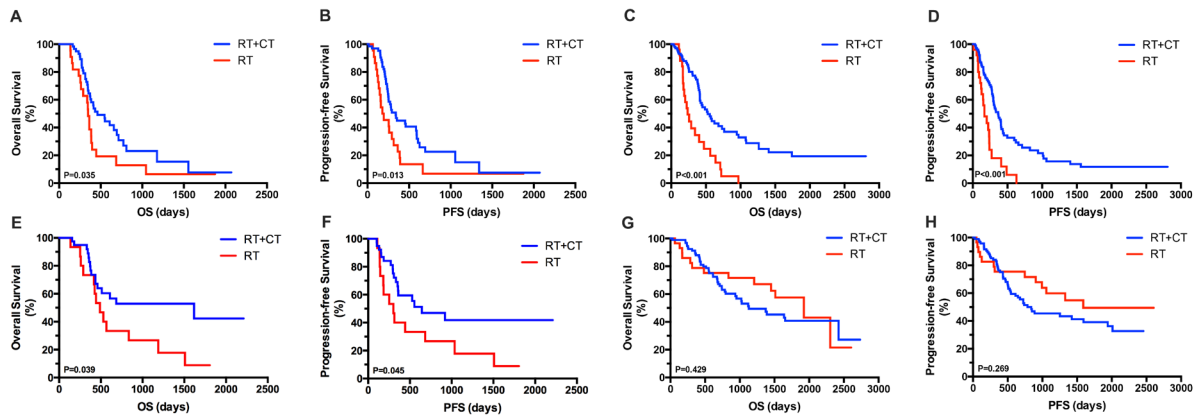 A
B
C
D
100
80
60
40
20
0
Overall Survival
(%)
RT+CT
RT
P=0.035
0 500 1000 1500 2000 2500
OS (days)
100
80
60
40
20
0
Progression-free Survival
(%)
RT+CT
RT
P=0.013
0 500 1000 1500 2000 2500
PFS (days)
100
80
60
40
20
0
Overall Survival
(%)
RT+CT
RT
P<0.001
0 500 1000 1500 2000 2500 3000
OS (days)
100
80
60
40
20
0
Progression-free Survival
(%)
RT+CT
RT
P<0.001
0 500 1000 1500 2000 2500 3000
PFS (days)
E
F
G
H
100
80
60
40
20
0
Overall Survival
(%)
RT+CT
RT
P=0.039
0 500 1000 1500 2000 2500
OS (days)
100
80
60
40
20
0
Progression-free Survival
(%)
RT+CT
RT
P=0.045
0 500 1000 1500 2000 2500
PFS (days)
100
80
60
40
20
0
Overall Survival
(%)
RT+CT
RT
P=0.429
0 500 1000 1500 2000 2500 3000
OS (days)
100
80
60
40
20
0
Progression-free Survival
(%)
RT+CT
RT
P=0.269
0 500 1000 1500 2000 2500 3000
PFS (days)